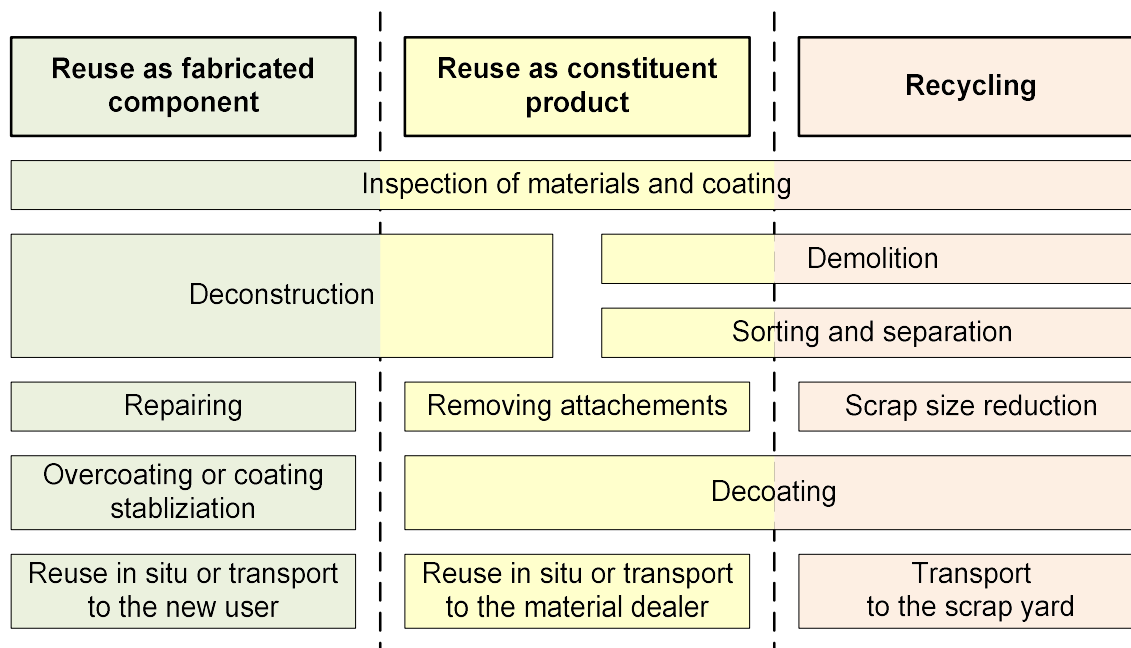 Reuse as fabricated
component
Reuse as constituent
product
Recycling
Inspection of materials and coating
Deconstruction
Demolition
Sorting and separation
Repairing
Removing attachements
Scrap size reduction
Overcoating or coating
stabliziation
Decoating
Reuse in situ or transport
to the new user
Reuse in situ or transport
to the material dealer
Transport
to the scrap yard